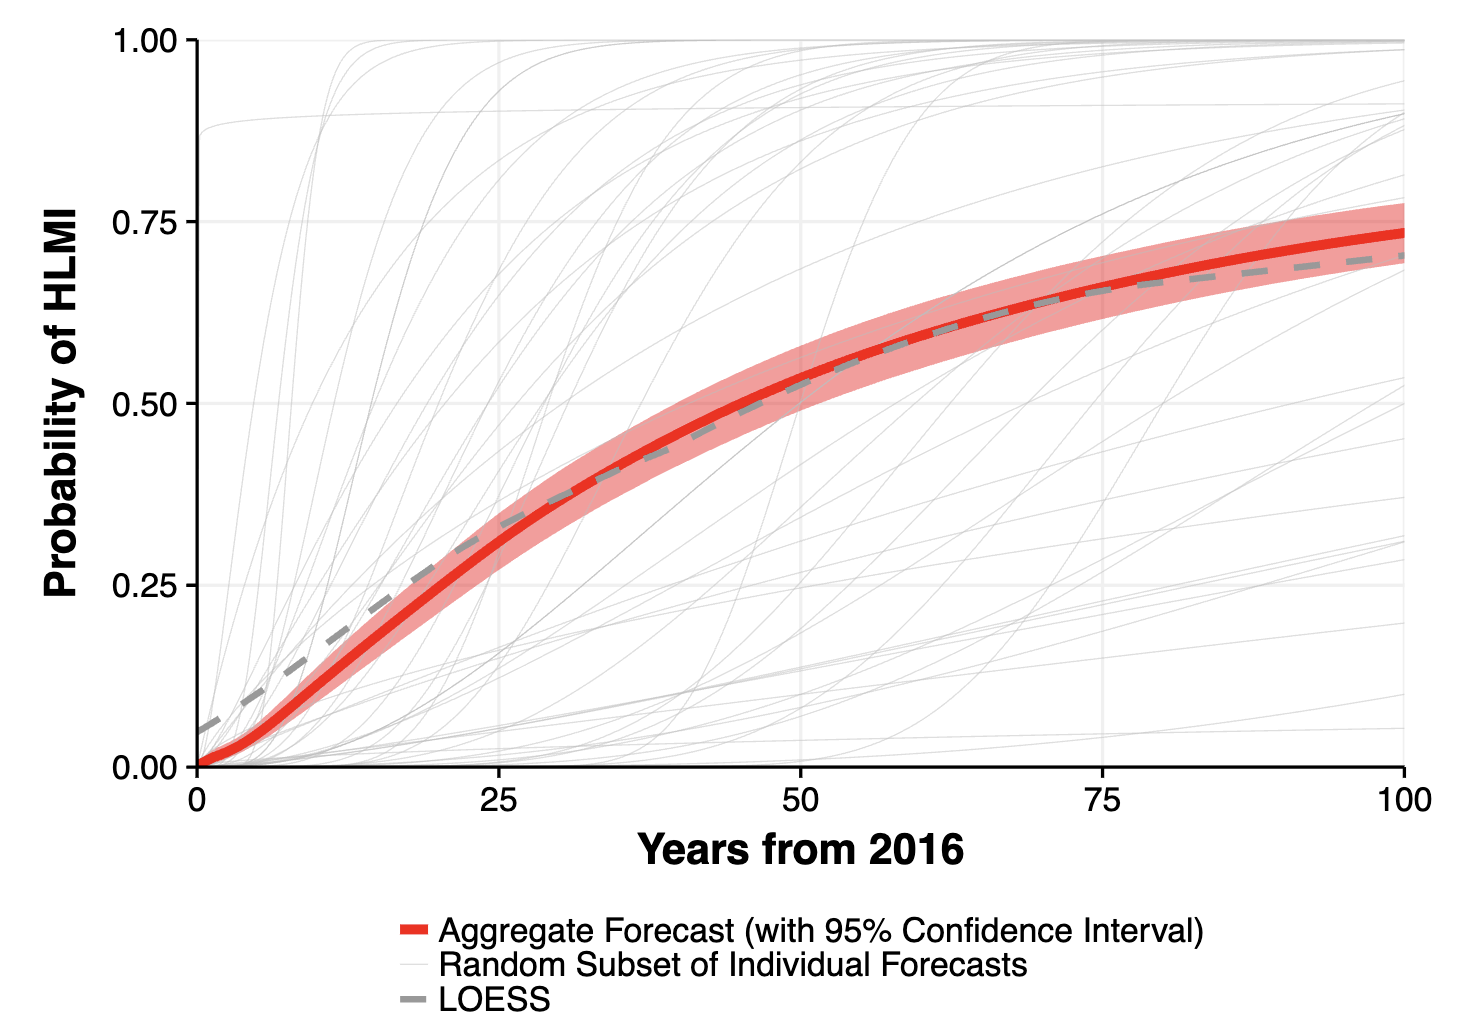 1.00
0.75
0.50
0.25
0.00
Probability of HLMI
0 25 50 75 100
Years from 2016
Aggregate Forecast (with 95% Confidence Interval)
Random Subset of Individual Forecasts
LOESS